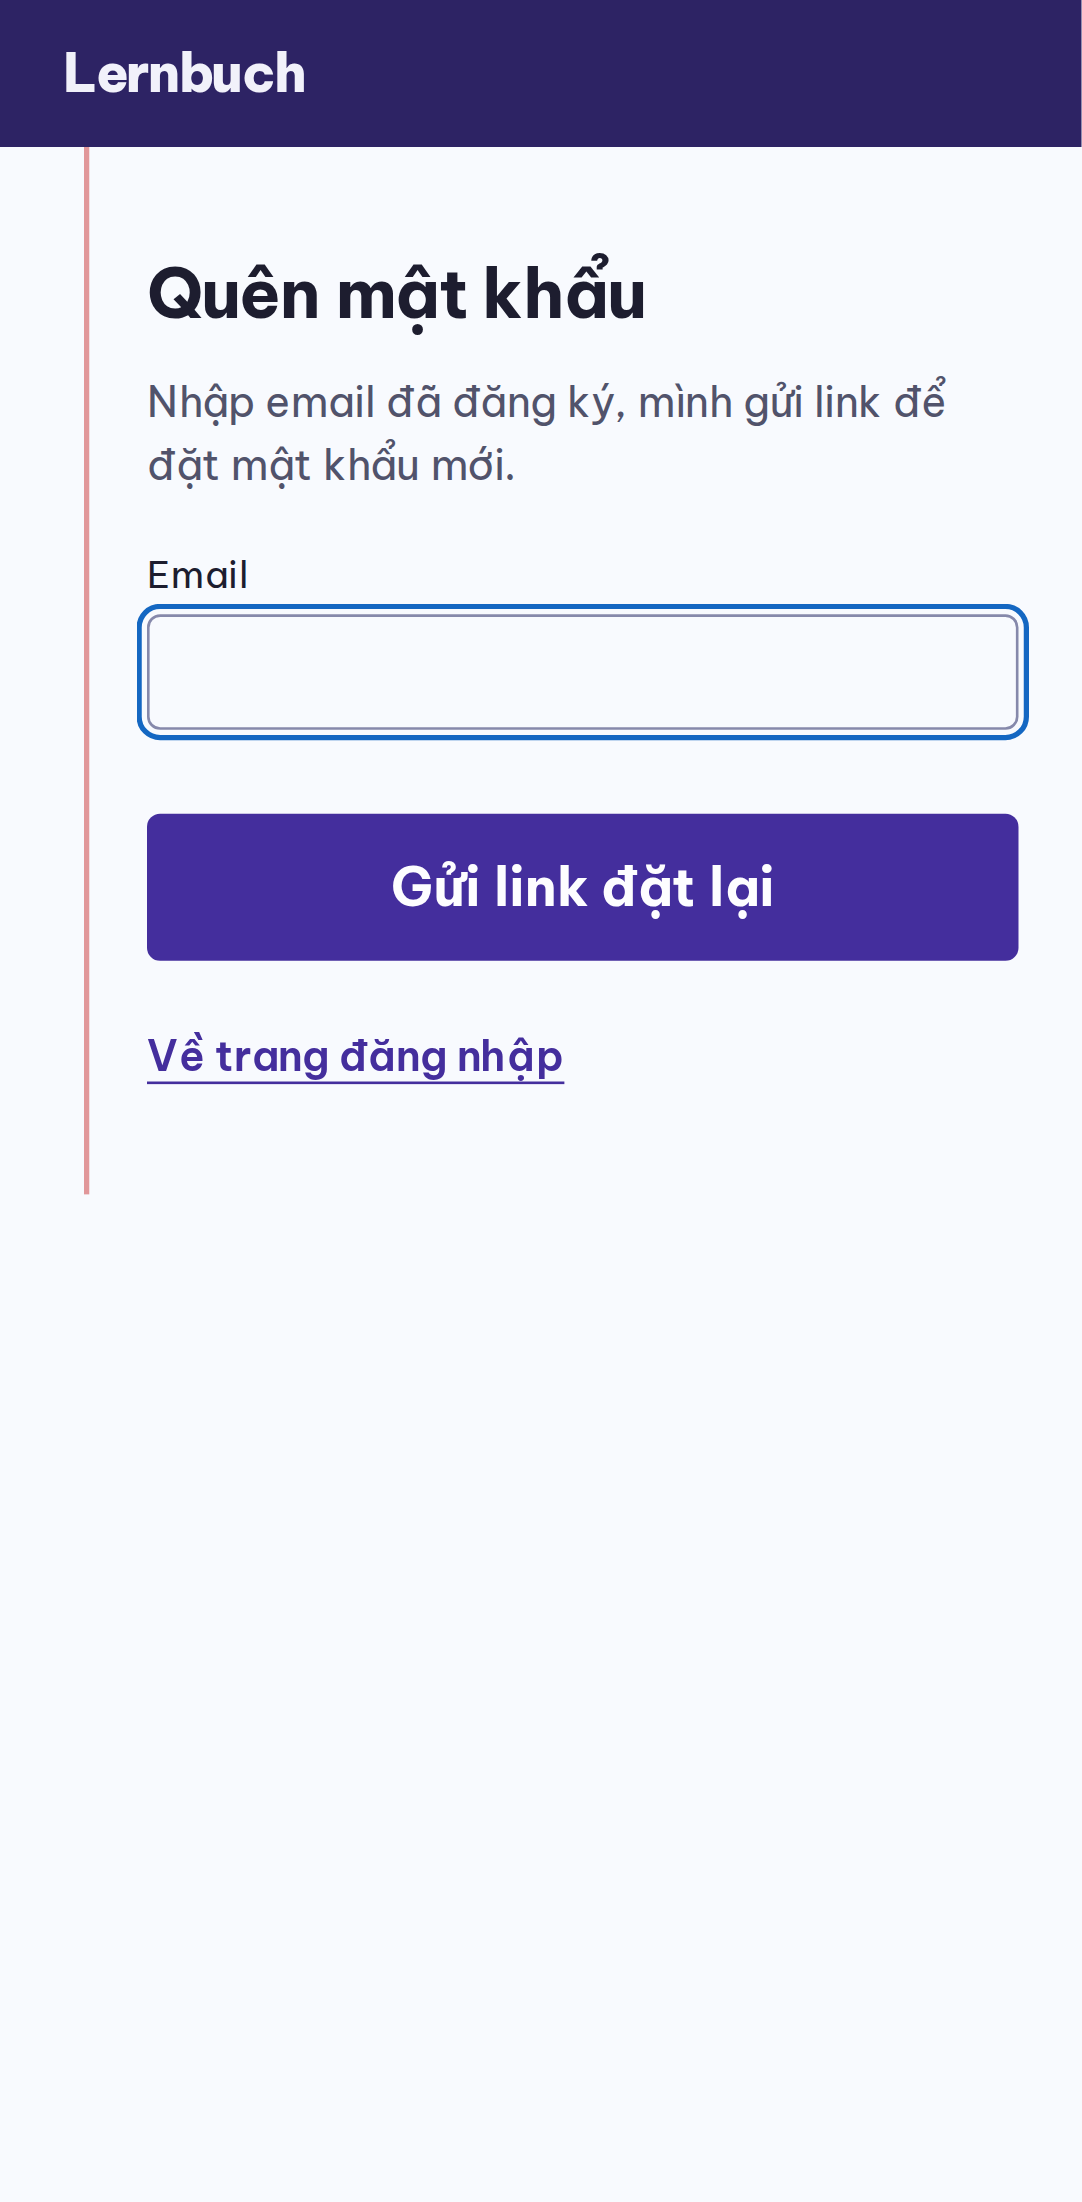 Lernbuch
Quên mật khẩu
Nhập email đã đăng ký, mình gửi link để
đặt mật khẩu mới.
Email
Gửi link đặt lại
Về trang đăng nhập